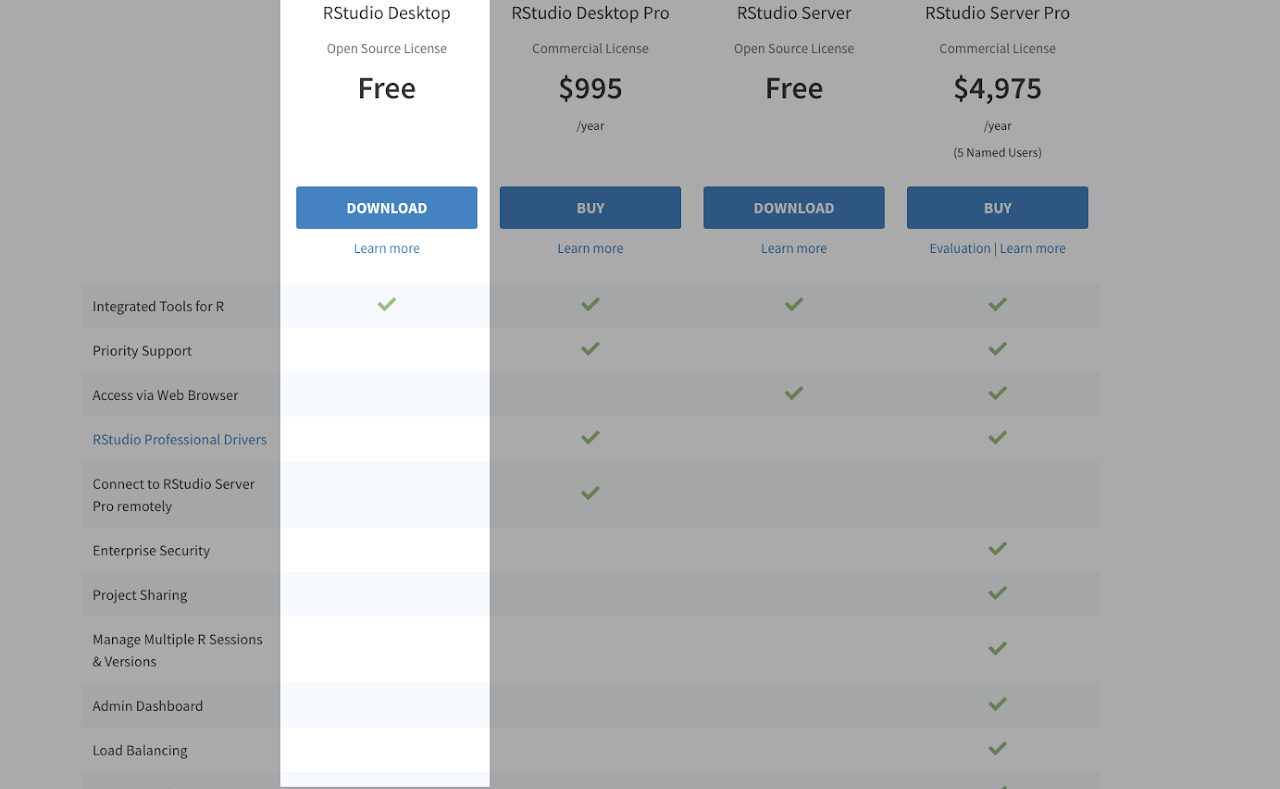 RStudio Desktop
RStudio Desktop Pro
RStudio Server
RStudio Server Pro
Open Source License
Commercial License
Open Source License
Commercial License
Free
$995
Free
$4,975
/year
/year
(5 Named Users)
DOWNLOAD
BUY
DOWNLOAD
BUY
Learn more
Learn more
Learn more
Evaluation | Learn more
Integrated Tools for R
Priority Support
Access via Web Browser
RStudio Professional Drivers
Connect to RStudio Server
Pro remotely
Enterprise Security
Project Sharing
Manage Multiple R Sessions
& Versions
Admin Dashboard
Load Balancing